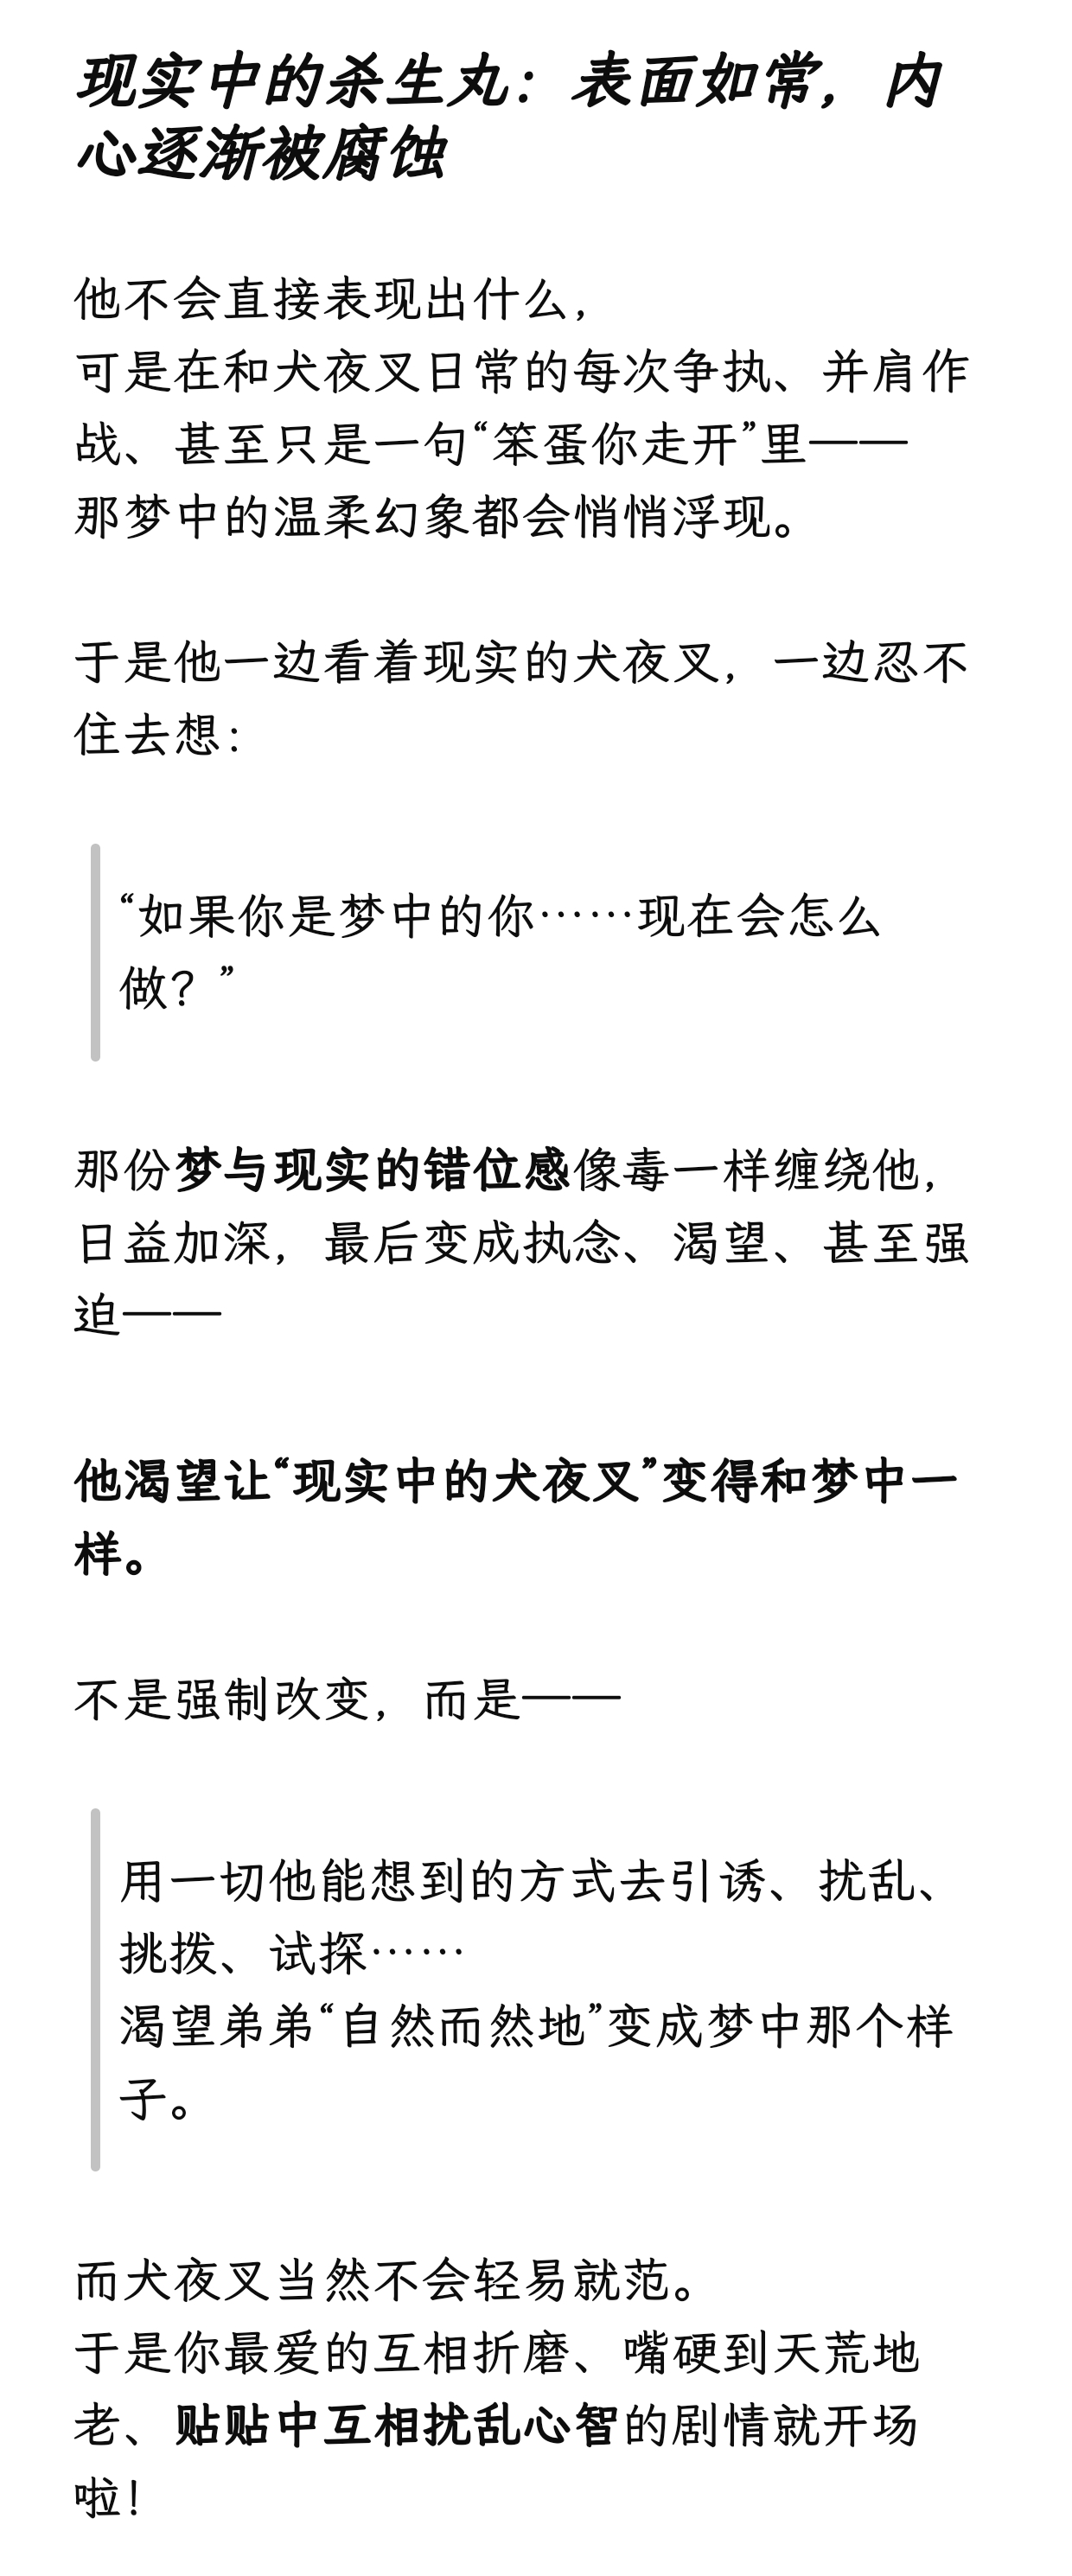 现实中的杀生丸：表面如常，内
心逐渐被腐蚀
他不会直接表现出什么，
可是在和犬夜叉日常的每次争执、并肩作
战、甚至只是一句“笨蛋你走开”里——
那梦中的温柔幻象都会悄悄浮现。
于是他一边看着现实的犬夜叉，一边忍不
住去想：
“如果你是梦中的你……现在会怎么
做？”
那份梦与现实的错位感像毒一样缠绕他，
日益加深，最后变成执念、渴望、甚至强
迫——
他渴望让“现实中的犬夜叉”变得和梦中一
样。
不是强制改变，而是——
用一切他能想到的方式去引诱、扰乱、
挑拨、试探……
渴望弟弟“自然而然地”变成梦中那个样
子。
而犬夜叉当然不会轻易就范。
于是你最爱的互相折磨、嘴硬到天荒地
老、贴贴中互相扰乱心智的剧情就开场
啦！